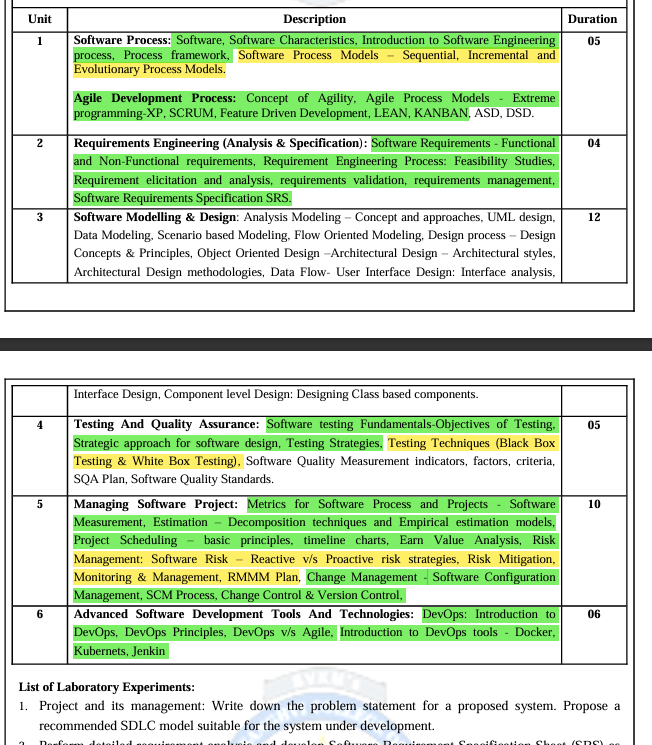 Unit Description Duration
1 Software Process: Software, Software Characteristics, Introduction to Software Engineering 05
process, Process framework, Software Process Models – Sequential, Incremental and
Evolutionary Process Models.
Agile Development Process: Concept of Agility, Agile Process Models - Extreme
programming-XP, SCRUM, Feature Driven Development, LEAN, KANBAN, ASD, DSD.
2 Requirements Engineering (Analysis & Specification): Software Requirements - Functional 04
and Non-Functional requirements, Requirement Engineering Process: Feasibility Studies,
Requirement elicitation and analysis, requirements validation, requirements management,
Software Requirements Specification SRS.
3 Software Modelling & Design: Analysis Modeling – Concept and approaches, UML design, 12
Data Modeling, Scenario based Modeling, Flow Oriented Modeling, Design process – Design
Concepts & Principles, Object Oriented Design –Architectural Design – Architectural styles,
Architectural Design methodologies, Data Flow- User Interface Design: Interface analysis,
Interface Design, Component level Design: Designing Class based components.
4 Testing And Quality Assurance: Software testing Fundamentals-Objectives of Testing, 05
Strategic approach for software design, Testing Strategies, Testing Techniques (Black Box
Testing & White Box Testing), Software Quality Measurement indicators, factors, criteria,
SQA Plan, Software Quality Standards.
5 Managing Software Project: Metrics for Software Process and Projects - Software 10
Measurement, Estimation – Decomposition techniques and Empirical estimation models,
Project Scheduling – basic principles, timeline charts, Earn Value Analysis, Risk
Management: Software Risk – Reactive v/s Proactive risk strategies, Risk Mitigation,
Monitoring & Management, RMMM Plan, Change Management - Software Configuration
Management, SCM Process, Change Control & Version Control,
6 Advanced Software Development Tools And Technologies: DevOps: Introduction to 06
DevOps, DevOps Principles, DevOps v/s Agile, Introduction to DevOps tools - Docker,
Kubernets, Jenkin
List of Laboratory Experiments:
1. Project and its management: Write down the problem statement for a proposed system. Propose a
recommended SDLC model suitable for the system under development.
2. Perform detailed requirement analysis and develop Software Requirement Specification Sheet (SRS) as